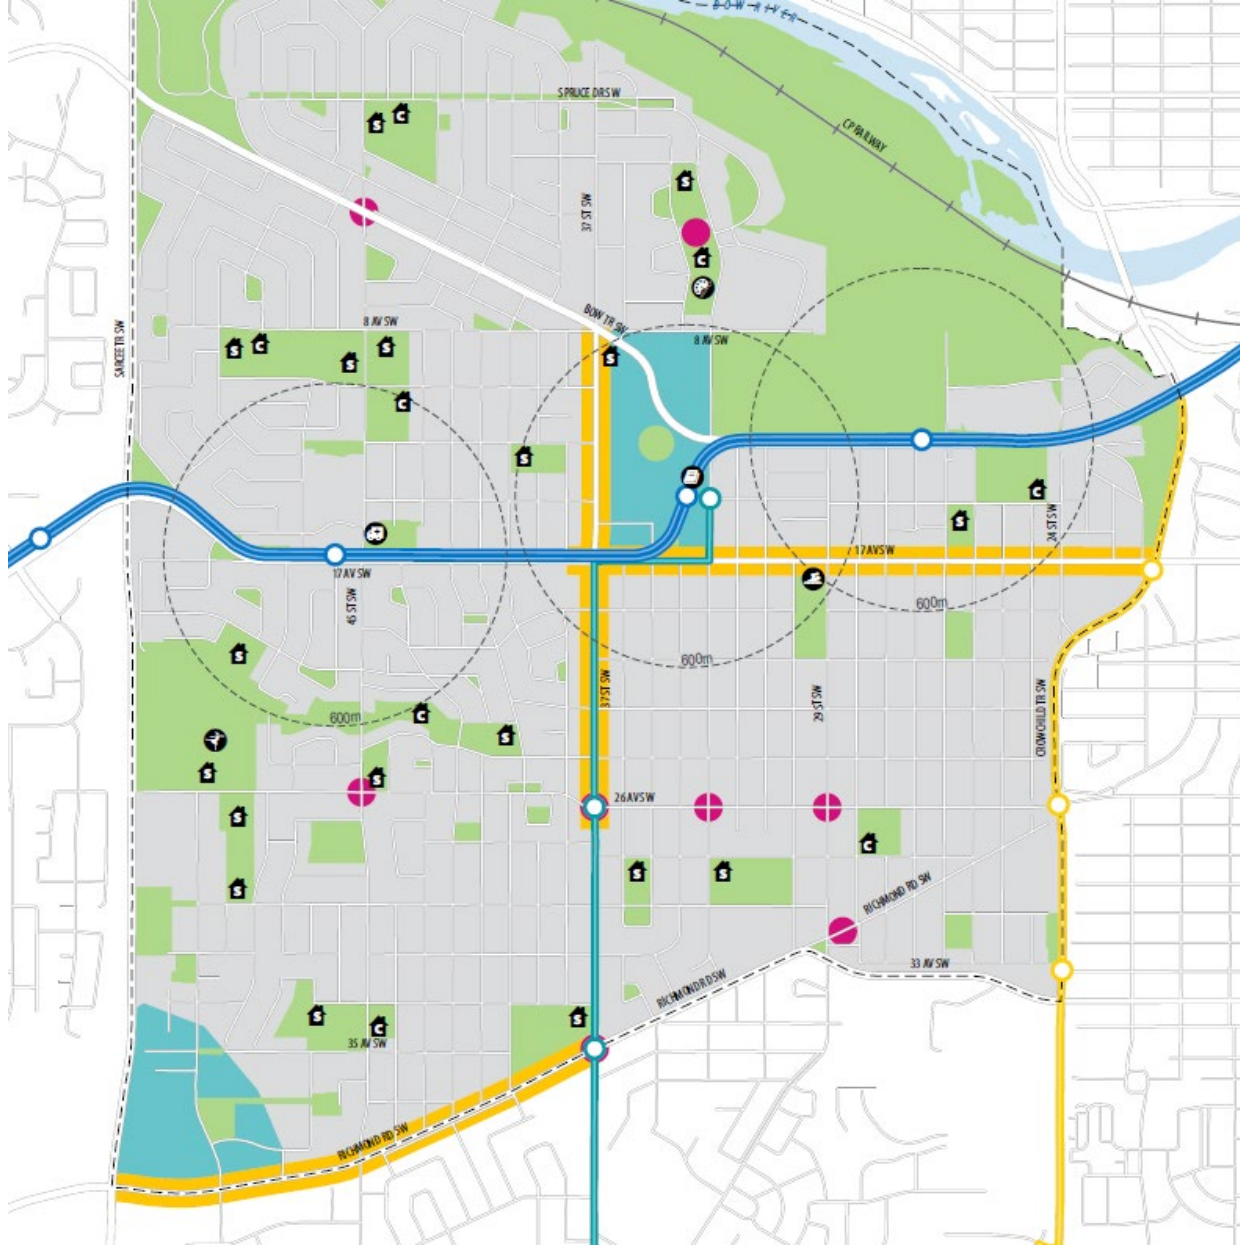 BOW RIVER
SPRUCE DR SW
CP RAILWAY
C
S
S
37 ST SW
C
BOW TR SW
8 AV SW
8 AV SW
SARCEE TR SW
S
C
S
S
S
C
S
C
S
24 ST SW
17 AV SW
17 AV SW
45 ST SW
600m
600m
600m
S
37 ST SW
29 ST SW
CROWCHILD TR SW
C
S
S
S
26 AV SW
S
C
S
S
S
RICHMOND RD SW
33 AV SW
RICHMOND RD SW
S
C
S
35 AV SW
RICHMOND RD SW